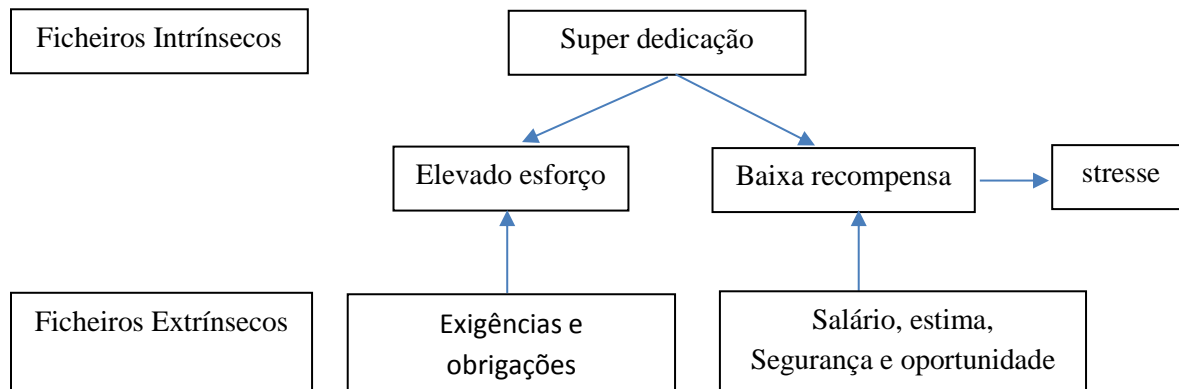 Ficheiros Intrínsecos
Super dedicação
Elevado esforço
Baixa recompensa
stresse
Ficheiros Extrínsecos
Exigências e
obrigações
Salário, estima,
Segurança e oportunidade